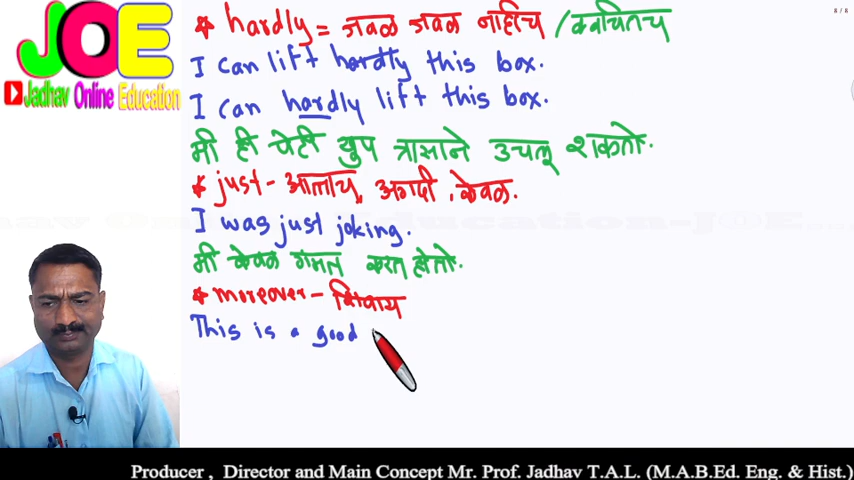 JOE
Jadhav Online Education
8/8
* hardly = जवळ जवळ नाहीच / क्वचितच
I can lift hardly this box.
I can hardly lift this box.
मी ही पेटी खुप त्रासाने उचलू शकतो.
* just - आत्ताच, अगदी, केवळ.
I was just joking.
मी केवळ गंमत करत होतो.
* moreover - शिवाय
This is a good
Producer , Director and Main Concept Mr. Prof. Jadhav T.A.L. (M.A.B.Ed. Eng. & Hist.)